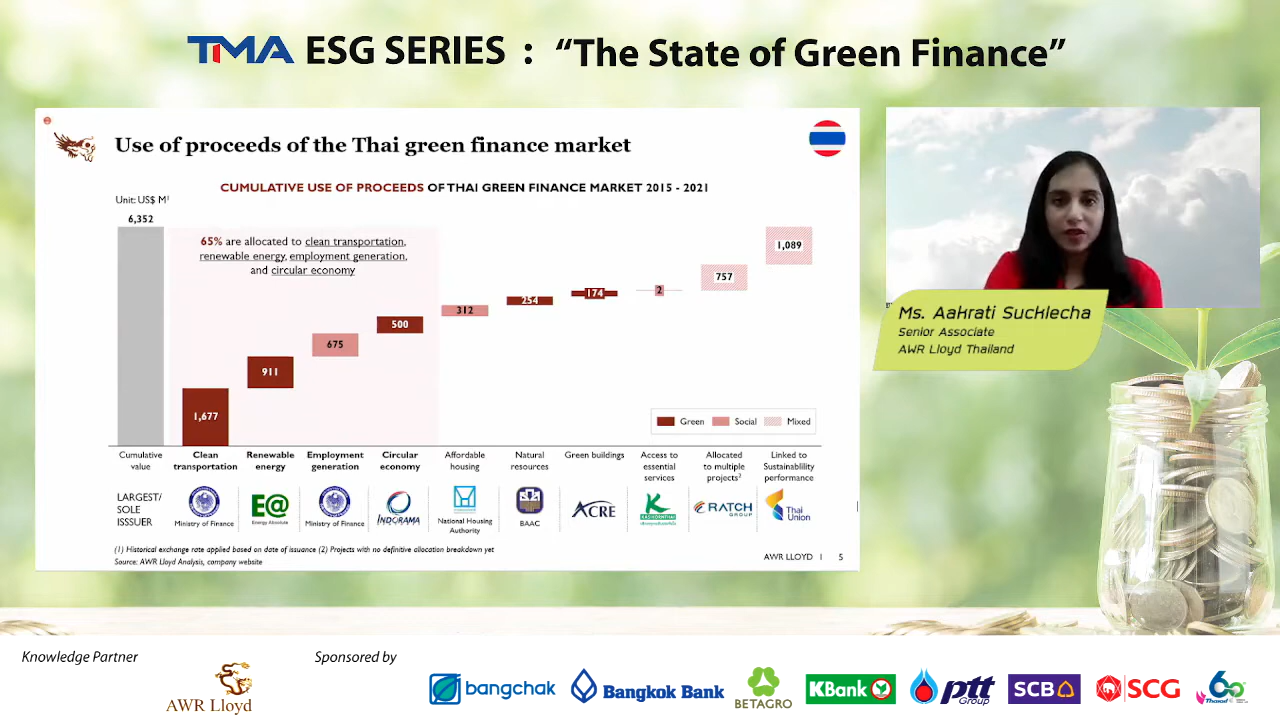 TMA ESG SERIES : “The State of Green Finance”
Use of proceeds of the Thai green finance market
CUMULATIVE USE OF PROCEEDS OF THAI GREEN FINANCE MARKET 2015 - 2021
Unit: US$ M¹
6,352
65% are allocated to clean transportation,
renewable energy, employment generation,
and circular economy
1,677
911
675
500
312
254
174
2
757
1,089
Green Social Mixed
Cumulative value
Clean transportation
Renewable energy
Employment generation
Circular economy
Affordable housing
Natural resources
Green buildings
Access to essential services
Allocated to multiple projects²
Linked to Sustainablility performance
LARGEST/
SOLE
ISSSUER
Ministry of Finance
E@
Energy Absolute
Ministry of Finance
INDORAMA
National Housing
Authority
BAAC
ACRE
RATCH
GROUP
Thai
Union
(1) Historical exchange rate applied based on date of issuance (2) Projects with no definitive allocation breakdown yet
Source: AWR Lloyd Analysis, company website
AWR LLOYD | 5
Ms. Aakrati Sucklecha
Senior Associate
AWR Lloyd Thailand
Knowledge Partner
AWR Lloyd
Sponsored by
bangchak
Bangkok Bank
BETAGRO
KBank
ptt
Group
SCB
SCG
60